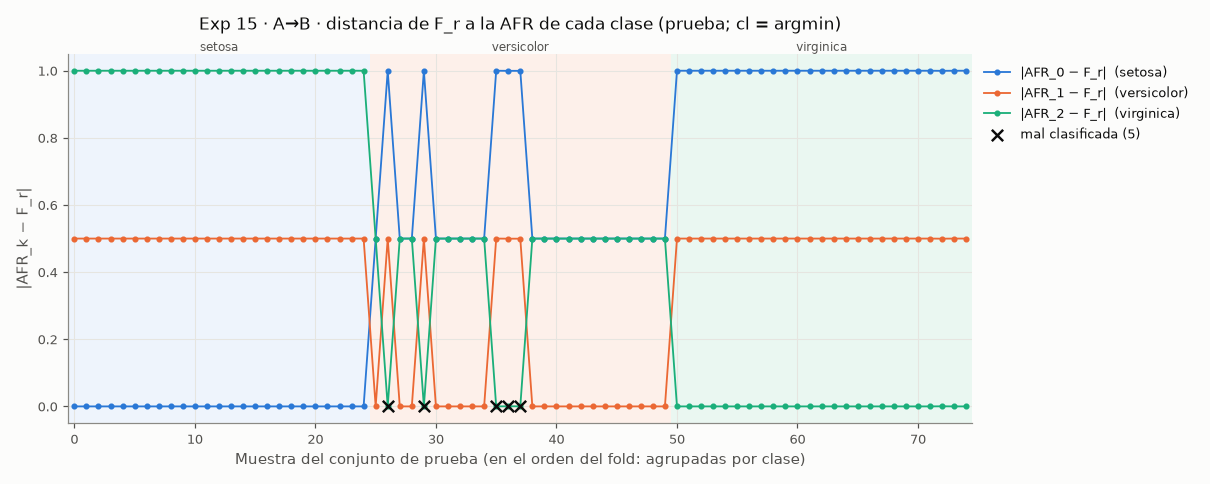 Exp 15 · A→B · distancia de F_r a la AFR de cada clase (prueba; cl = argmin)
setosa
versicolor
virginica
|AFR_k − F_r|
1.0
0.8
0.6
0.4
0.2
0.0
0
10
20
30
40
50
60
70
Muestra del conjunto de prueba (en el orden del fold: agrupadas por clase)
|AFR_0 − F_r| (setosa)
|AFR_1 − F_r| (versicolor)
|AFR_2 − F_r| (virginica)
mal clasificada (5)